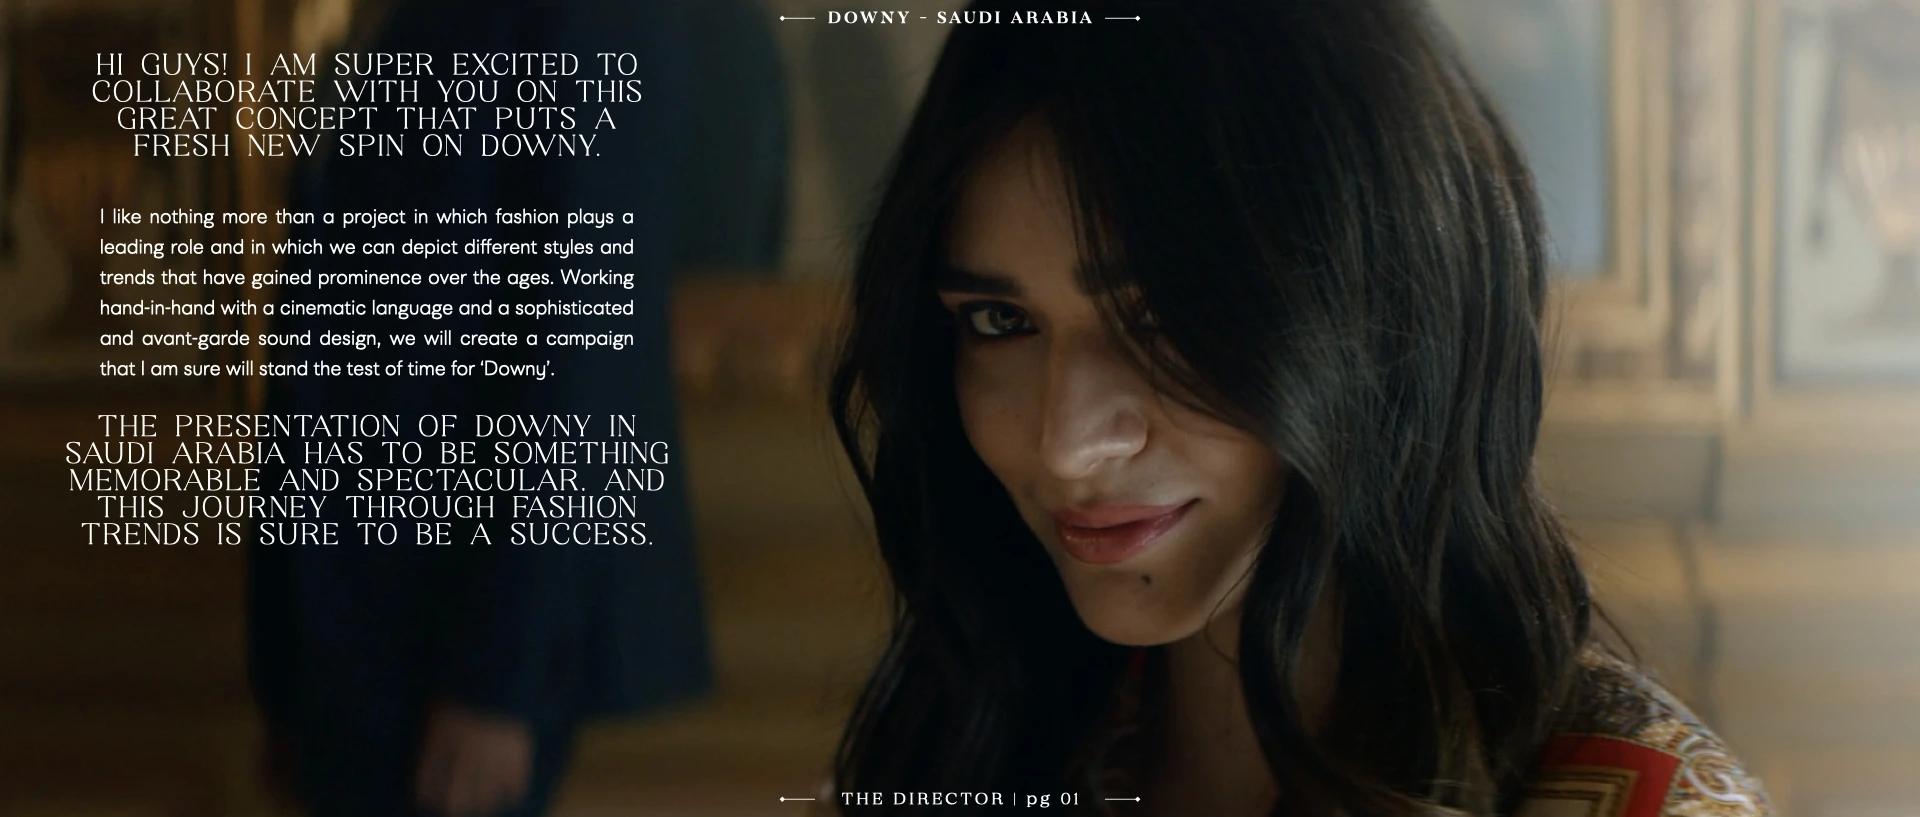 DOWNY - SAUDI ARABIA
HI GUYS! I AM SUPER EXCITED TO
COLLABORATE WITH YOU ON THIS
GREAT CONCEPT THAT PUTS A
FRESH NEW SPIN ON DOWNY.
I like nothing more than a project in which fashion plays a
leading role and in which we can depict different styles and
trends that have gained prominence over the ages. Working
hand-in-hand with a cinematic language and a sophisticated
and avant-garde sound design, we will create a campaign
that I am sure will stand the test of time for ‘Downy’.
THE PRESENTATION OF DOWNY IN
SAUDI ARABIA HAS TO BE SOMETHING
MEMORABLE AND SPECTACULAR. AND
THIS JOURNEY THROUGH FASHION
TRENDS IS SURE TO BE A SUCCESS.
THE DIRECTOR | pg 01